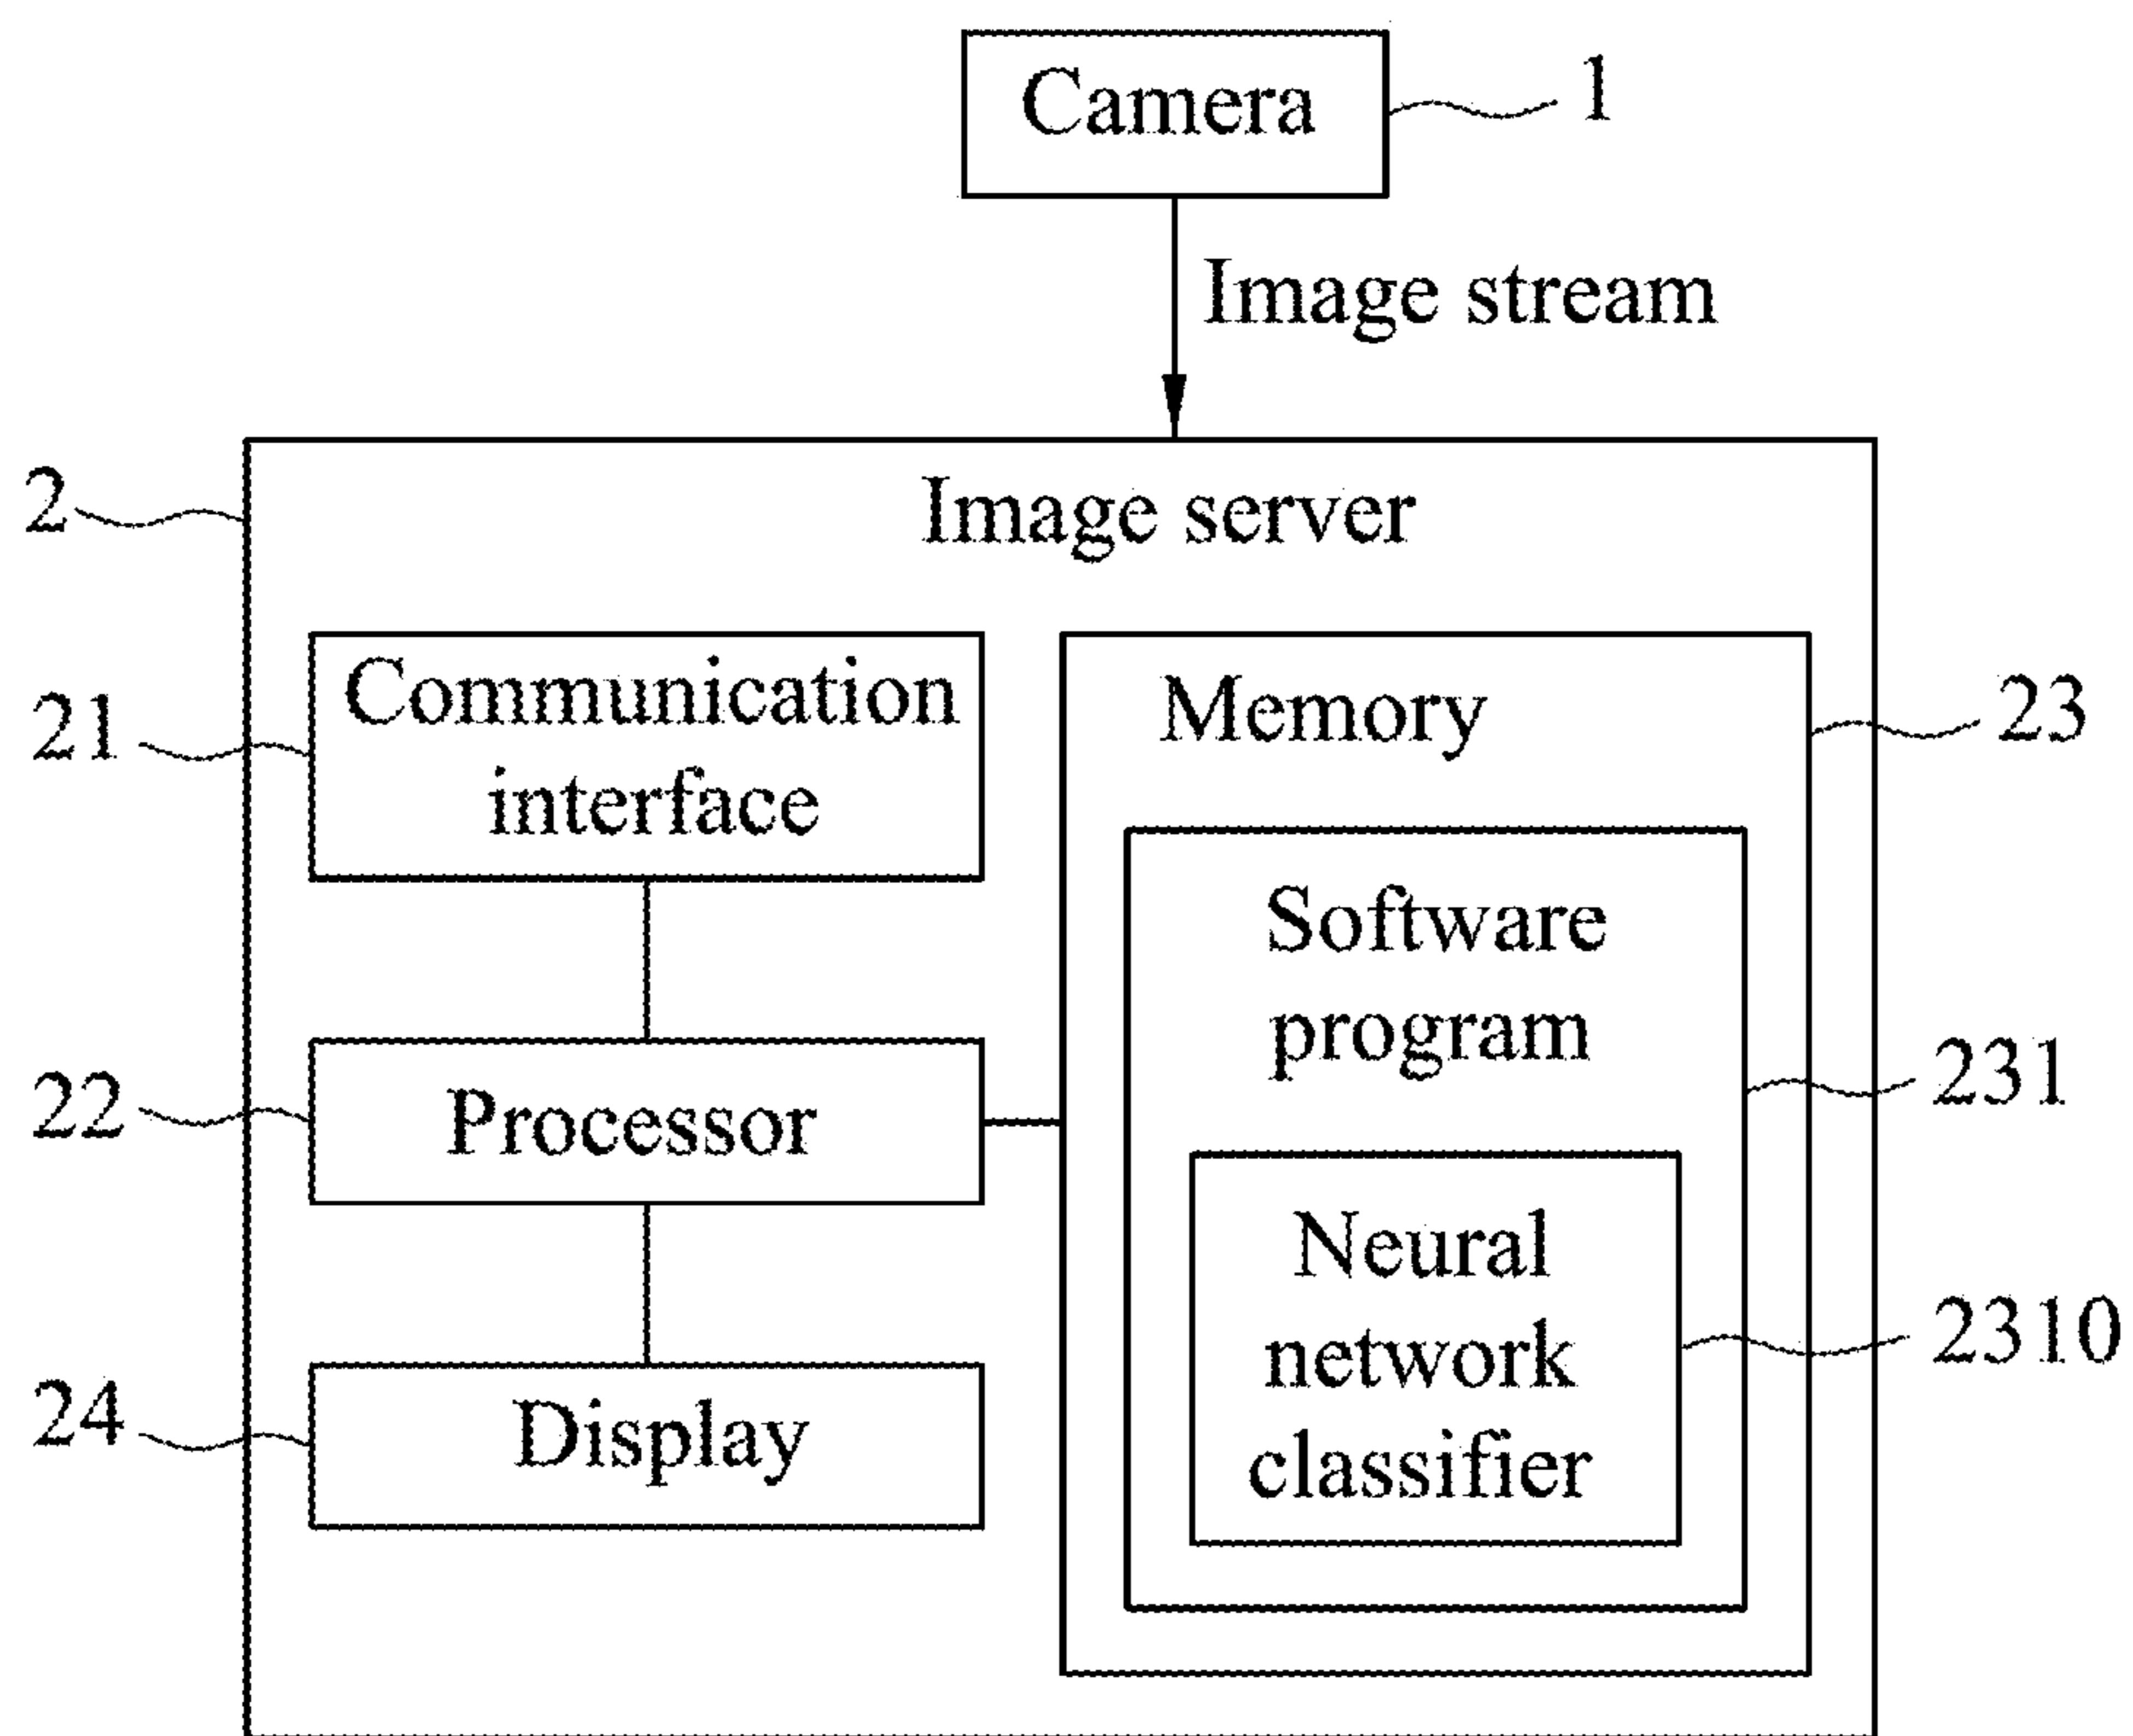 Camera
1
Image stream
2
Image server
21
Communication
interface
Memory
23
Software
program
22
Processor
231
Neural
network
classifier
2310
24
Display